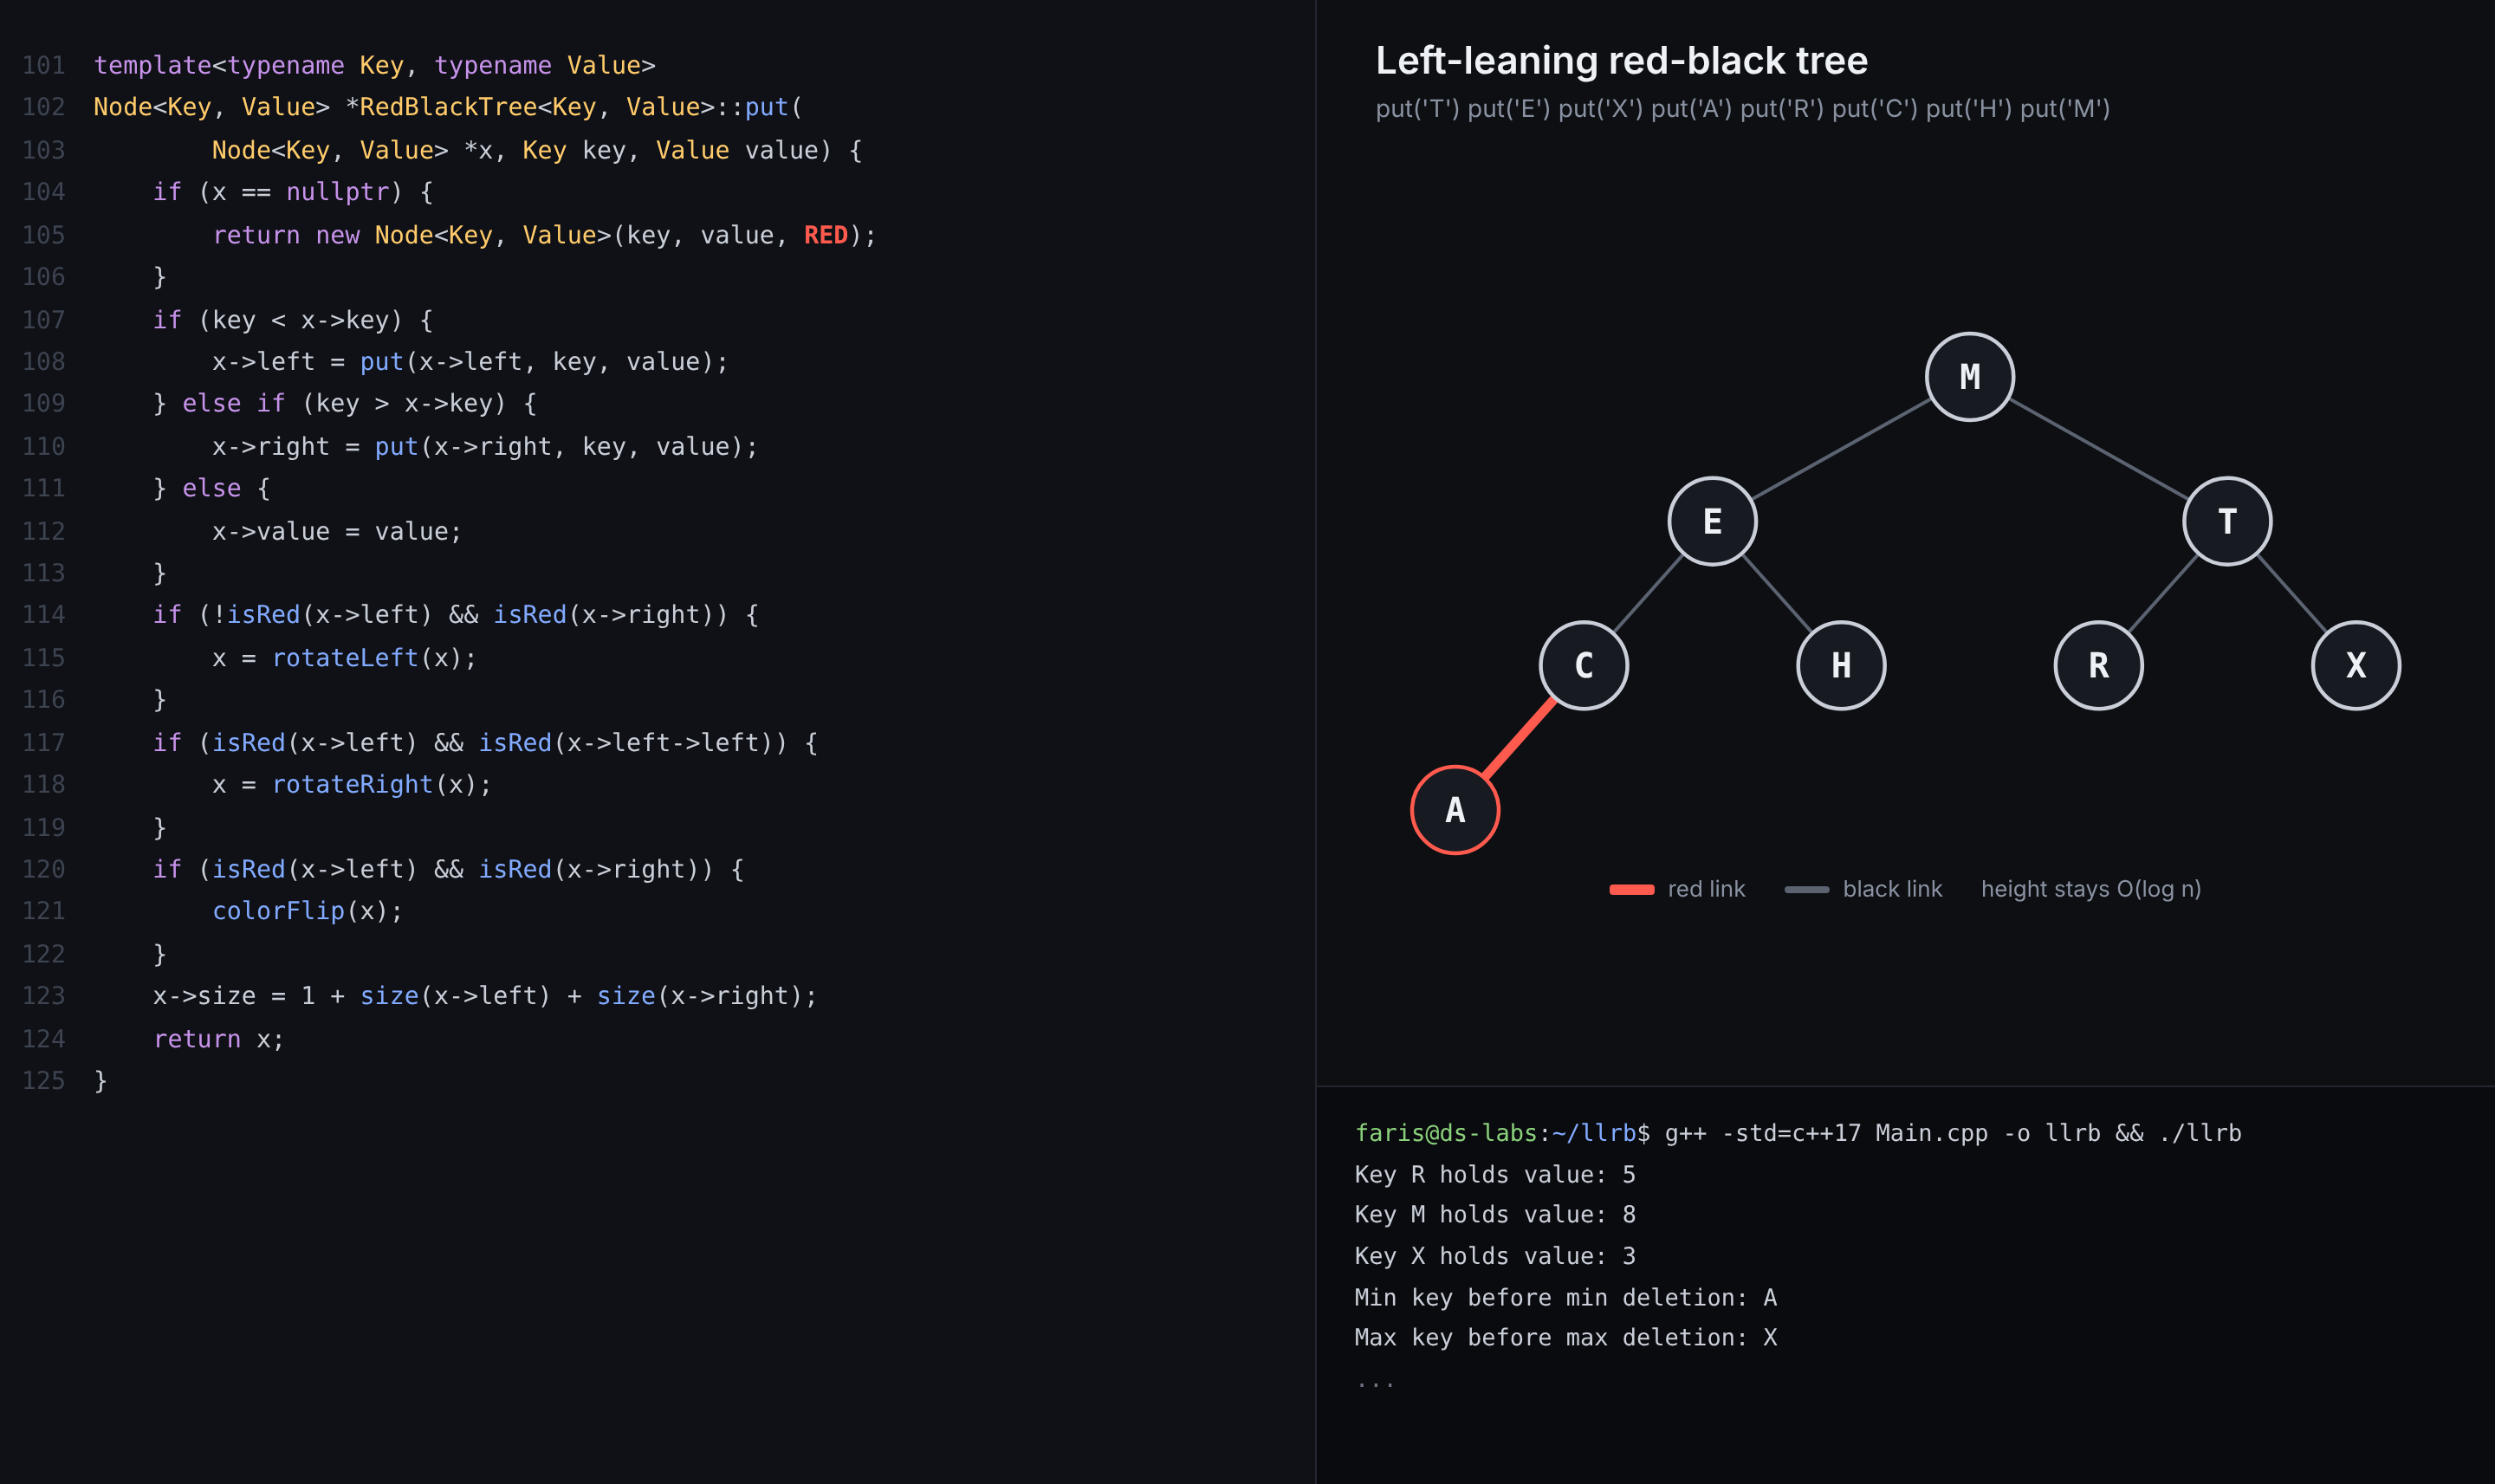 101 template<typename Key, typename Value>
102 Node<Key, Value> *RedBlackTree<Key, Value>::put(
103         Node<Key, Value> *x, Key key, Value value) {
104     if (x == nullptr) {
105         return new Node<Key, Value>(key, value, RED);
106     }
107     if (key < x->key) {
108         x->left = put(x->left, key, value);
109     } else if (key > x->key) {
110         x->right = put(x->right, key, value);
111     } else {
112         x->value = value;
113     }
114     if (!isRed(x->left) && isRed(x->right)) {
115         x = rotateLeft(x);
116     }
117     if (isRed(x->left) && isRed(x->left->left)) {
118         x = rotateRight(x);
119     }
120     if (isRed(x->left) && isRed(x->right)) {
121         colorFlip(x);
122     }
123     x->size = 1 + size(x->left) + size(x->right);
124     return x;
125 }
Left-leaning red-black tree
put('T') put('E') put('X') put('A') put('R') put('C') put('H') put('M')
M
E T
C H R X
A
red link black link height stays O(log n)
faris@ds-labs:~/llrb$ g++ -std=c++17 Main.cpp -o llrb && ./llrb
Key R holds value: 5
Key M holds value: 8
Key X holds value: 3
Min key before min deletion: A
Max key before max deletion: X
...